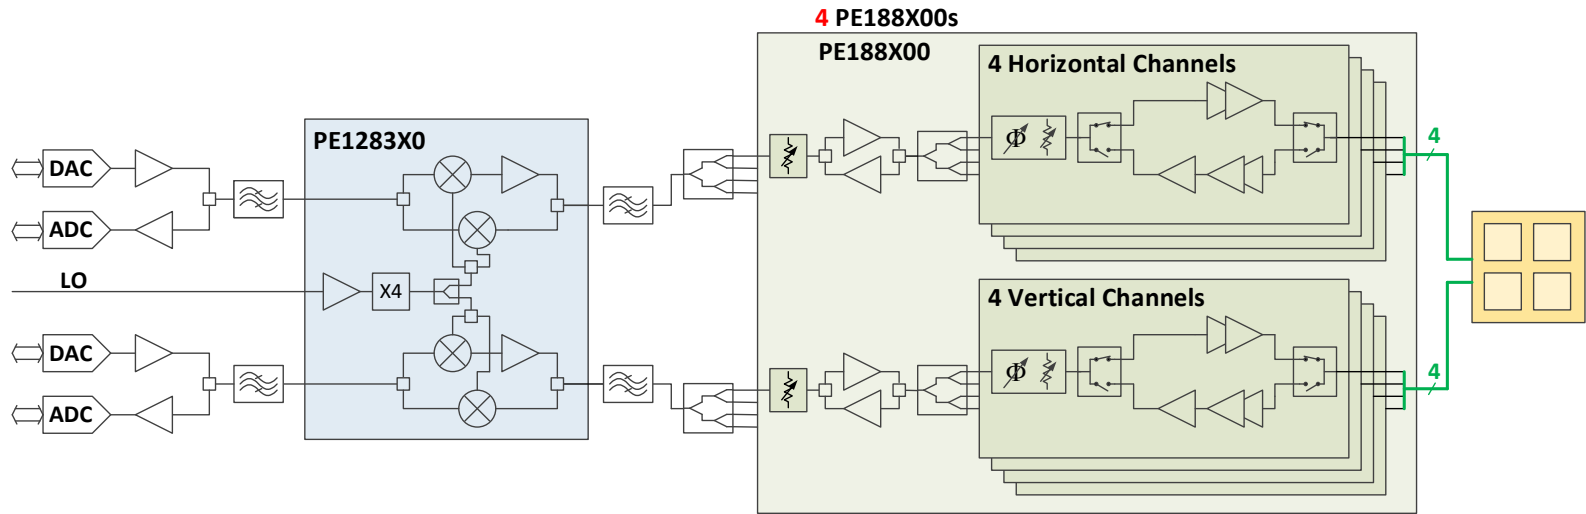 4 PE188X00s
PE188X00
4 Horizontal Channels
PE1283X0
Φ
4
DAC
ADC
LO
X4
4 Vertical Channels
DAC
Φ
4
ADC